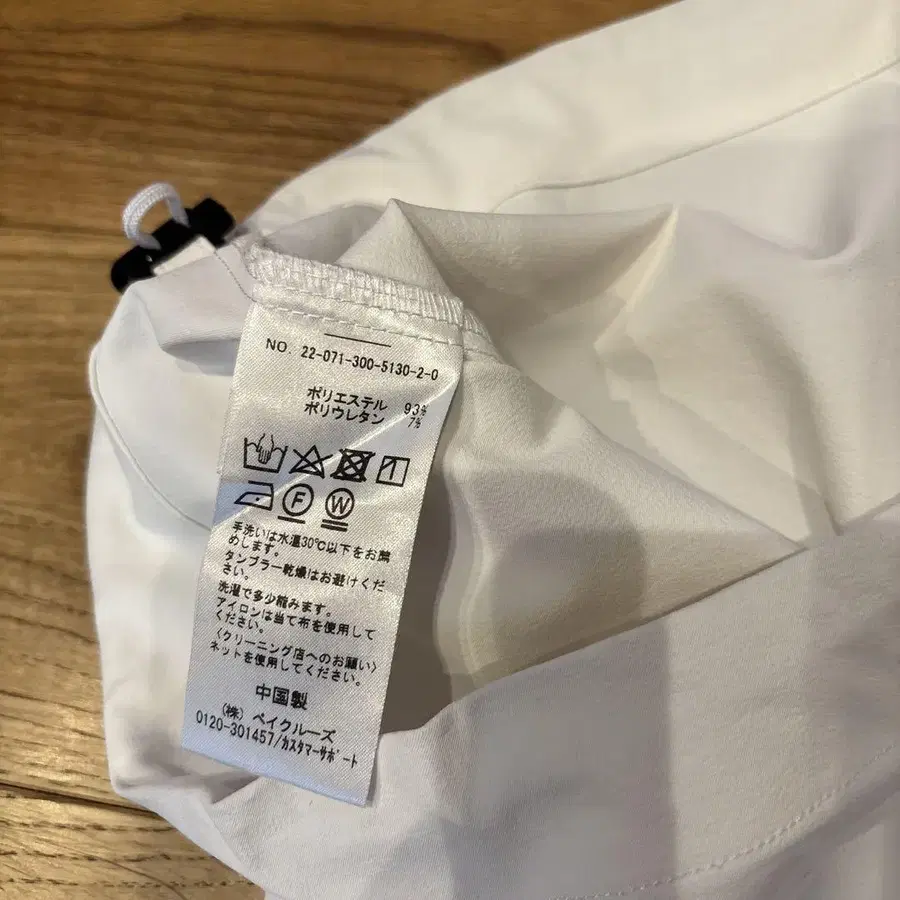 NO. 22-071-300-5130-2-0
ポリエステル 93%
ポリウレタン 7%
F W
手洗いは水温30℃以下をお薦
めします。
タンブラー乾燥はお避けくだ
さい。
洗濯で多少縮みます。
アイロンは当て布を使用して
ください。
〈クリーニング店へのお願い〉
ネットを使用してください。
中国製
(株) ベイクルーズ
0120-301457/カスタマーサポート